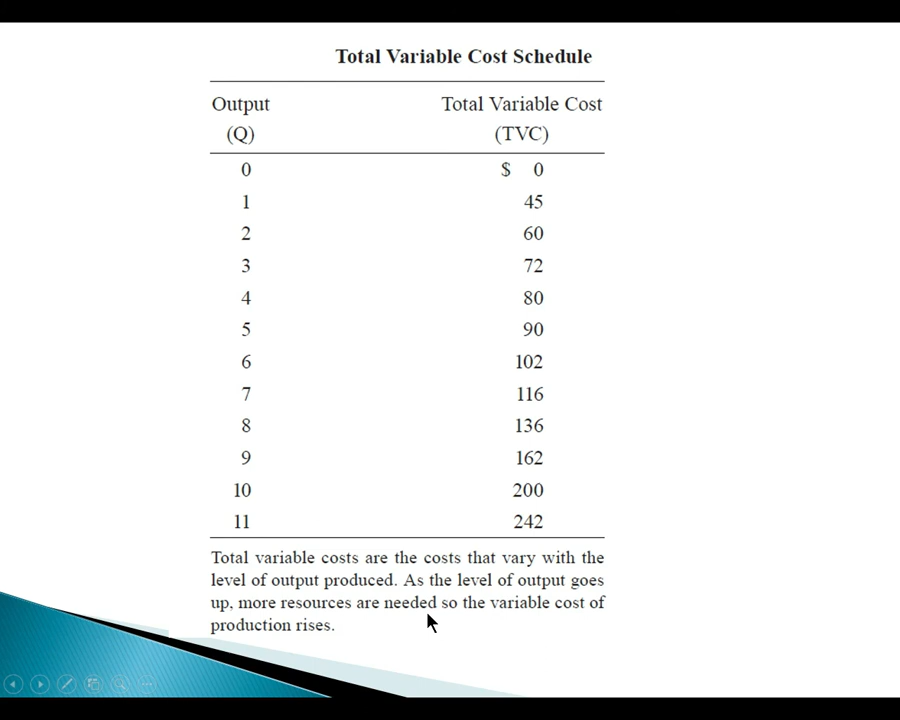 Total Variable Cost Schedule
Output Total Variable Cost
(Q) (TVC)
0 $ 0
1 45
2 60
3 72
4 80
5 90
6 102
7 116
8 136
9 162
10 200
11 242
Total variable costs are the costs that vary with the
level of output produced. As the level of output goes
up, more resources are needed so the variable cost of
production rises.